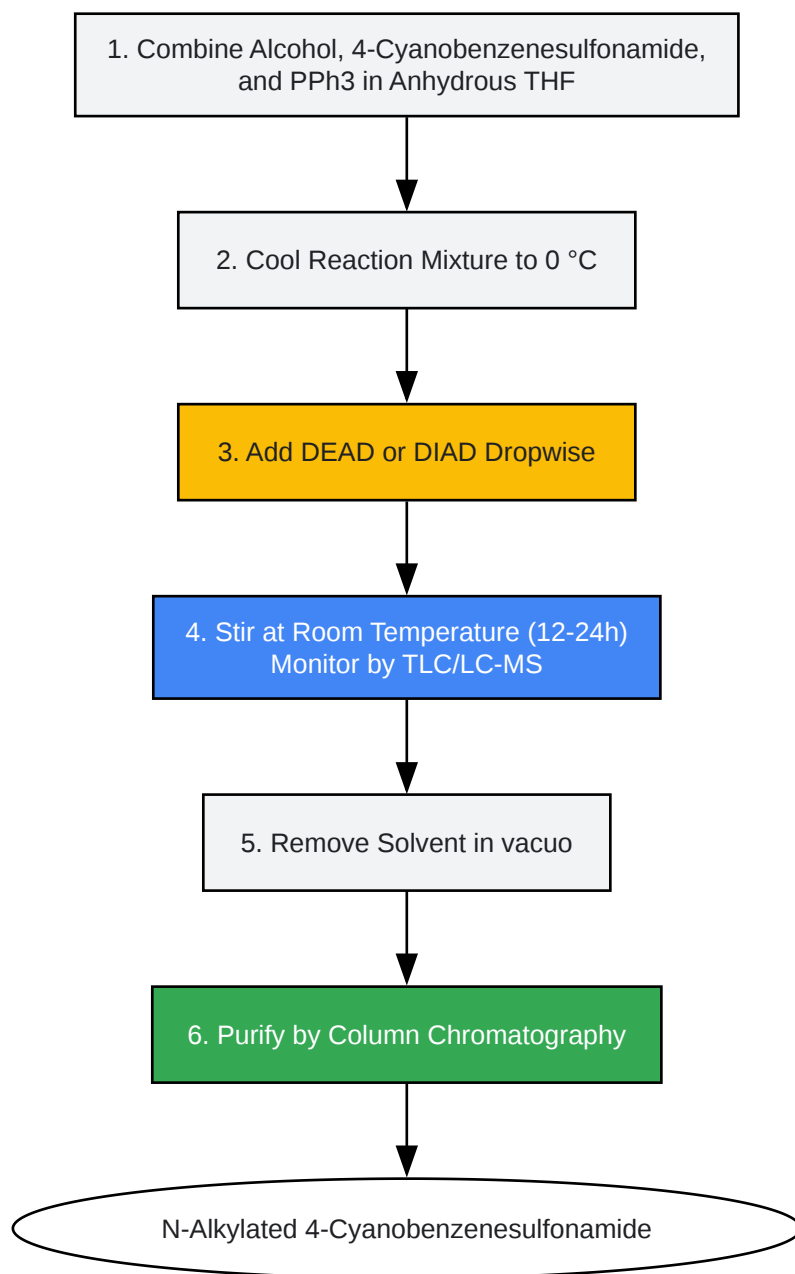 1. Combine Alcohol, 4-Cyanobenzenesulfonamide,
and PPh3 in Anhydrous THF
2. Cool Reaction Mixture to 0 °C
3. Add DEAD or DIAD Dropwise
4. Stir at Room Temperature (12-24h)
Monitor by TLC/LC-MS
5. Remove Solvent in vacuo
6. Purify by Column Chromatography
N-Alkylated 4-Cyanobenzenesulfonamide